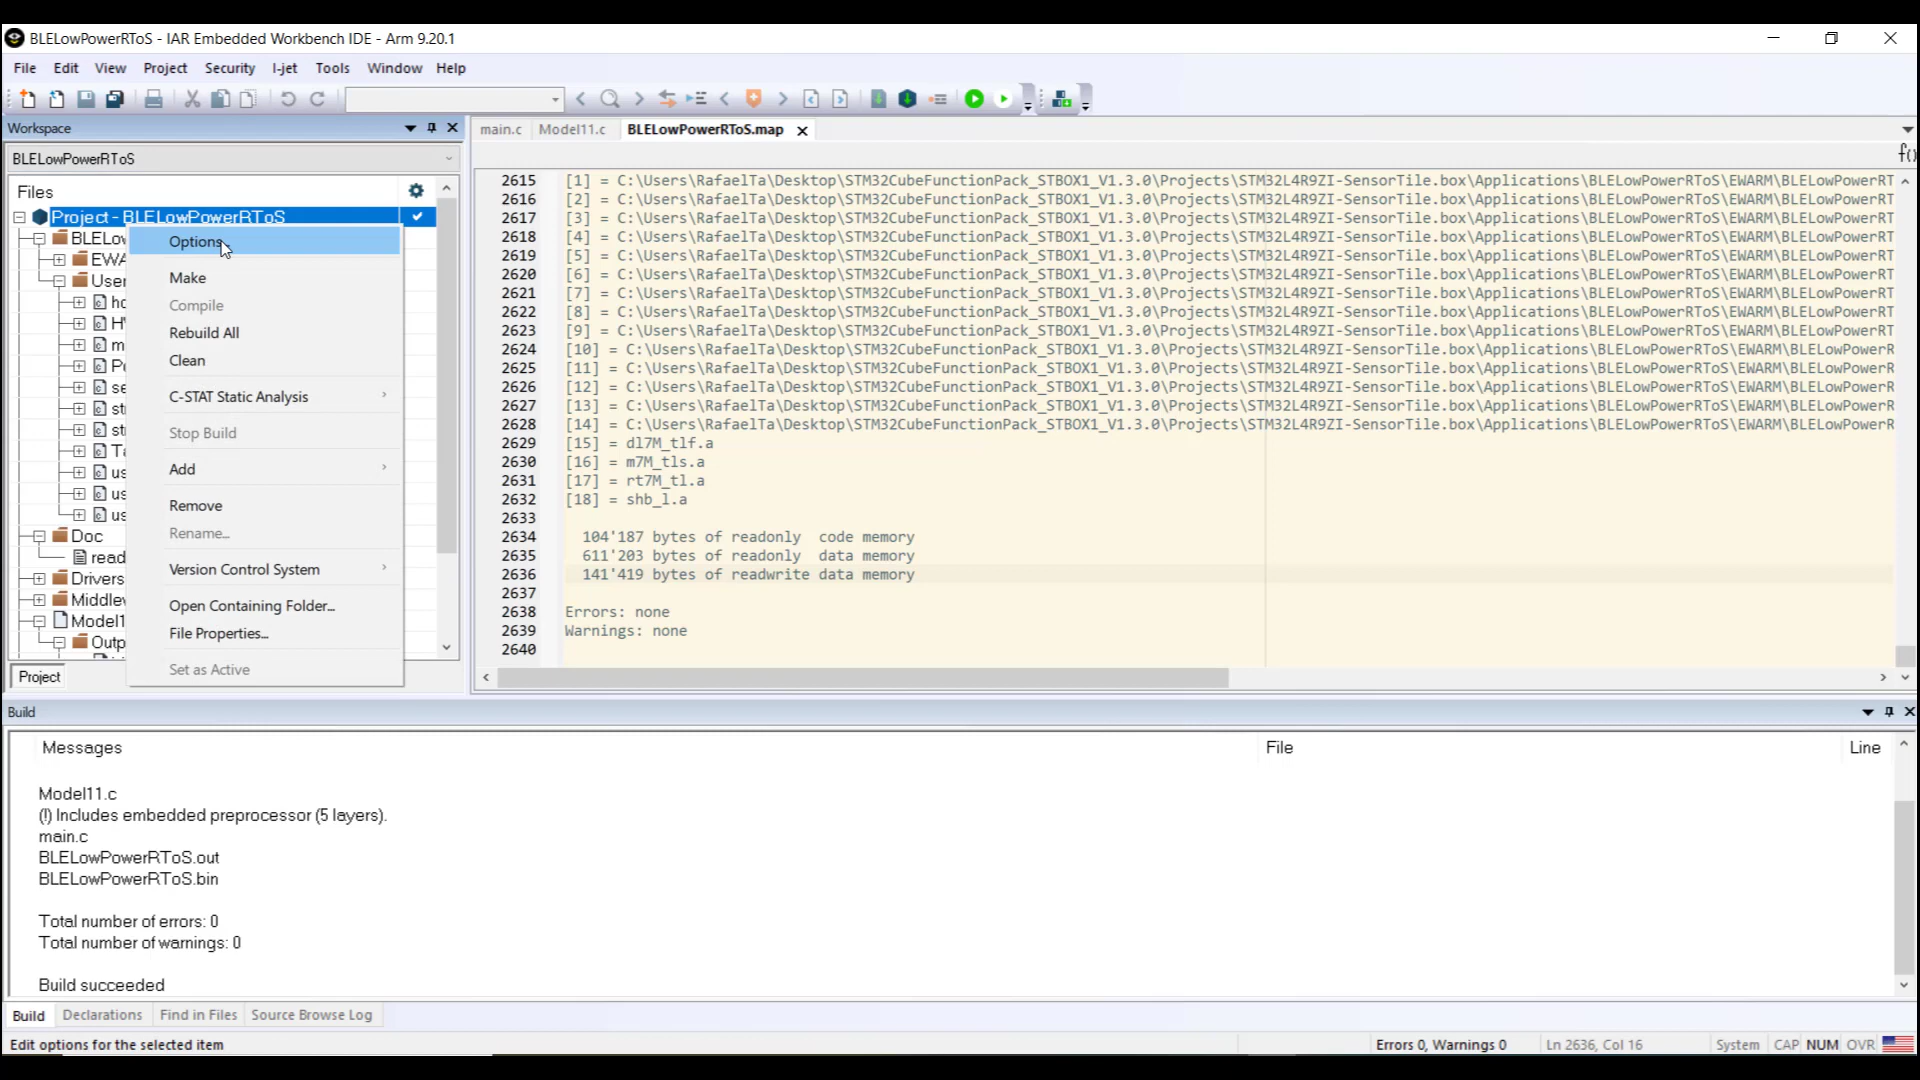 BLELowPowerRToS - IAR Embedded Workbench IDE - Arm 9.20.1
File Edit View Project Security I-jet Tools Window Help
Workspace
BLELowPowerRToS
Files
Project - BLELowPowerRToS
BLELow
EWA
User
ho
m
se
T
us
us
us
Doc
read
Drivers
Middlew
Model1
Outp
Project
Options...
Make
Compile
Rebuild All
Clean
C-STAT Static Analysis
Stop Build
Add
Remove
Rename...
Version Control System
Open Containing Folder...
File Properties...
Set as Active
main.c Model11.c BLELowPowerRToS.map
f()
2615 [1] = C:\Users\RafaelTa\Desktop\STM32CubeFunctionPack_STBOX1_V1.3.0\Projects\STM32L4R9ZI-SensorTile.box\Applications\BLELowPowerRToS\EWARM\BLELowPowerRT
2616 [2] = C:\Users\RafaelTa\Desktop\STM32CubeFunctionPack_STBOX1_V1.3.0\Projects\STM32L4R9ZI-SensorTile.box\Applications\BLELowPowerRToS\EWARM\BLELowPowerRT
2617 [3] = C:\Users\RafaelTa\Desktop\STM32CubeFunctionPack_STBOX1_V1.3.0\Projects\STM32L4R9ZI-SensorTile.box\Applications\BLELowPowerRToS\EWARM\BLELowPowerRT
2618 [4] = C:\Users\RafaelTa\Desktop\STM32CubeFunctionPack_STBOX1_V1.3.0\Projects\STM32L4R9ZI-SensorTile.box\Applications\BLELowPowerRToS\EWARM\BLELowPowerRT
2619 [5] = C:\Users\RafaelTa\Desktop\STM32CubeFunctionPack_STBOX1_V1.3.0\Projects\STM32L4R9ZI-SensorTile.box\Applications\BLELowPowerRToS\EWARM\BLELowPowerRT
2620 [6] = C:\Users\RafaelTa\Desktop\STM32CubeFunctionPack_STBOX1_V1.3.0\Projects\STM32L4R9ZI-SensorTile.box\Applications\BLELowPowerRToS\EWARM\BLELowPowerRT
2621 [7] = C:\Users\RafaelTa\Desktop\STM32CubeFunctionPack_STBOX1_V1.3.0\Projects\STM32L4R9ZI-SensorTile.box\Applications\BLELowPowerRToS\EWARM\BLELowPowerRT
2622 [8] = C:\Users\RafaelTa\Desktop\STM32CubeFunctionPack_STBOX1_V1.3.0\Projects\STM32L4R9ZI-SensorTile.box\Applications\BLELowPowerRToS\EWARM\BLELowPowerRT
2623 [9] = C:\Users\RafaelTa\Desktop\STM32CubeFunctionPack_STBOX1_V1.3.0\Projects\STM32L4R9ZI-SensorTile.box\Applications\BLELowPowerRToS\EWARM\BLELowPowerRT
2624 [10] = C:\Users\RafaelTa\Desktop\STM32CubeFunctionPack_STBOX1_V1.3.0\Projects\STM32L4R9ZI-SensorTile.box\Applications\BLELowPowerRToS\EWARM\BLELowPowerR
2625 [11] = C:\Users\RafaelTa\Desktop\STM32CubeFunctionPack_STBOX1_V1.3.0\Projects\STM32L4R9ZI-SensorTile.box\Applications\BLELowPowerRToS\EWARM\BLELowPowerR
2626 [12] = C:\Users\RafaelTa\Desktop\STM32CubeFunctionPack_STBOX1_V1.3.0\Projects\STM32L4R9ZI-SensorTile.box\Applications\BLELowPowerRToS\EWARM\BLELowPowerR
2627 [13] = C:\Users\RafaelTa\Desktop\STM32CubeFunctionPack_STBOX1_V1.3.0\Projects\STM32L4R9ZI-SensorTile.box\Applications\BLELowPowerRToS\EWARM\BLELowPowerR
2628 [14] = C:\Users\RafaelTa\Desktop\STM32CubeFunctionPack_STBOX1_V1.3.0\Projects\STM32L4R9ZI-SensorTile.box\Applications\BLELowPowerRToS\EWARM\BLELowPowerR
2629 [15] = dl7M_tlf.a
2630 [16] = m7M_tls.a
2631 [17] = rt7M_tl.a
2632 [18] = shb_l.a
2633
2634 104'187 bytes of readonly code memory
2635 611'203 bytes of readonly data memory
2636 141'419 bytes of readwrite data memory
2637
2638 Errors: none
2639 Warnings: none
2640
Build
Messages File Line
Model11.c
(!) Includes embedded preprocessor (5 layers).
main.c
BLELowPowerRToS.out
BLELowPowerRToS.bin
Total number of errors: 0
Total number of warnings: 0
Build succeeded
Build Declarations Find in Files Source Browse Log
Edit options for the selected item Errors 0, Warnings 0 Ln 2636, Col 16 System CAP NUM OVR